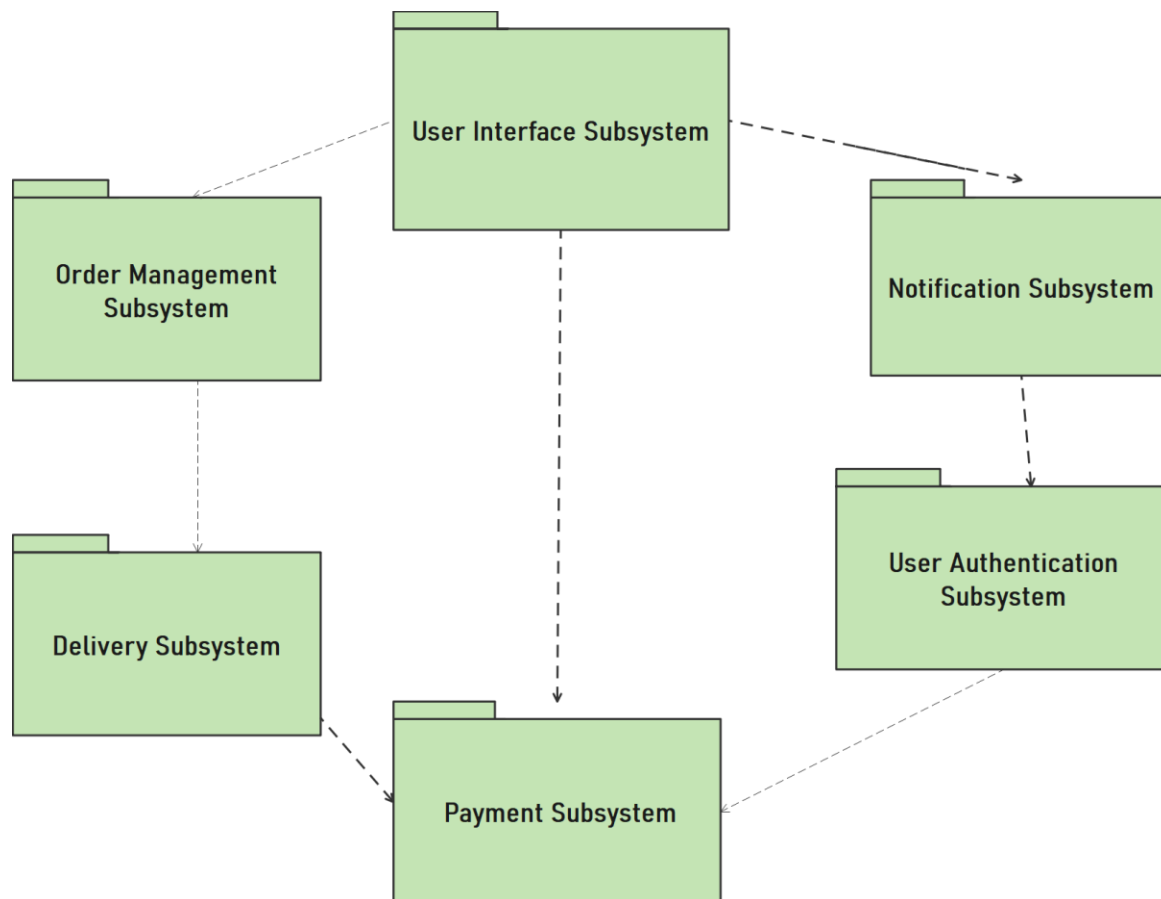 User Interface Subsystem
Order Management
Subsystem
Notification Subsystem
User Authentication
Subsystem
Delivery Subsystem
Payment Subsystem